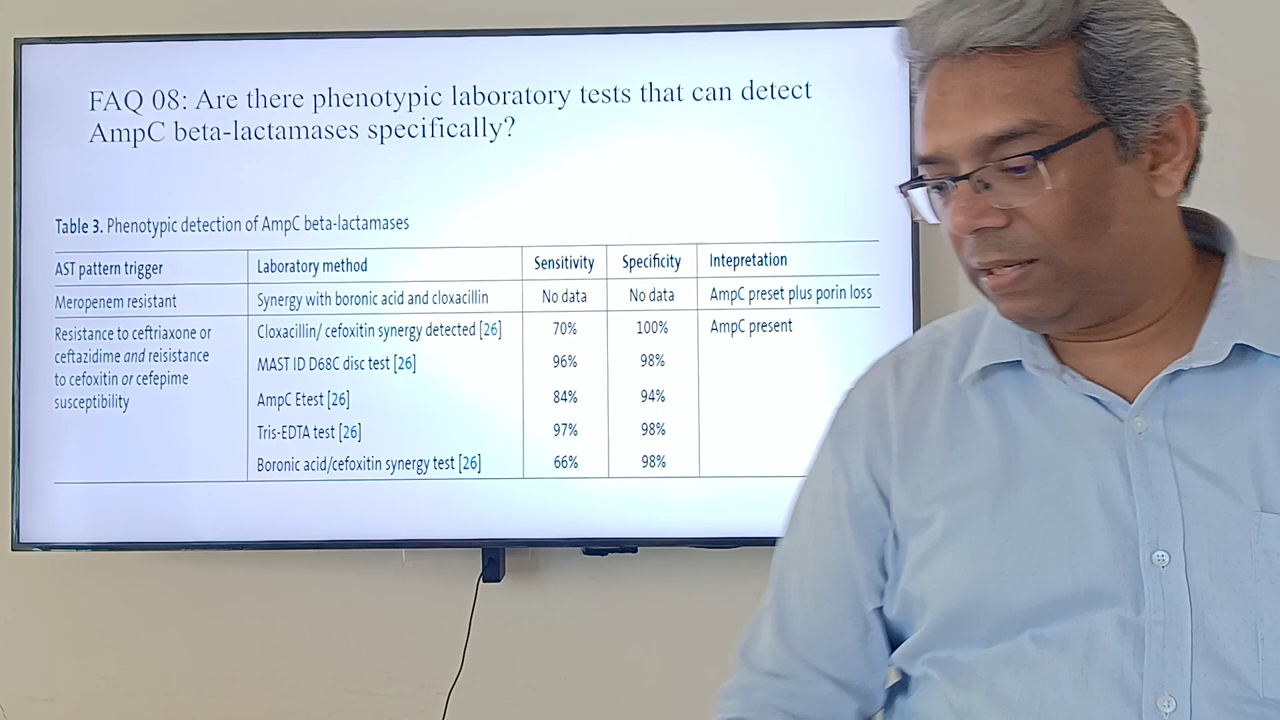 FAQ 08: Are there phenotypic laboratory tests that can detect
AmpC beta-lactamases specifically?
Table 3. Phenotypic detection of AmpC beta-lactamases
AST pattern trigger Laboratory method Sensitivity Specificity Intepretation
Meropenem resistant Synergy with boronic acid and cloxacillin No data No data AmpC preset plus porin loss
Resistance to ceftriaxone or Cloxacillin/ cefoxitin synergy detected [26] 70% 100% AmpC present
ceftazidime and reisistance MAST ID D68C disc test [26] 96% 98%
to cefoxitin or cefepime AmpC Etest [26] 84% 94%
susceptibility
Tris-EDTA test [26] 97% 98%
Boronic acid/cefoxitin synergy test [26] 66% 98%